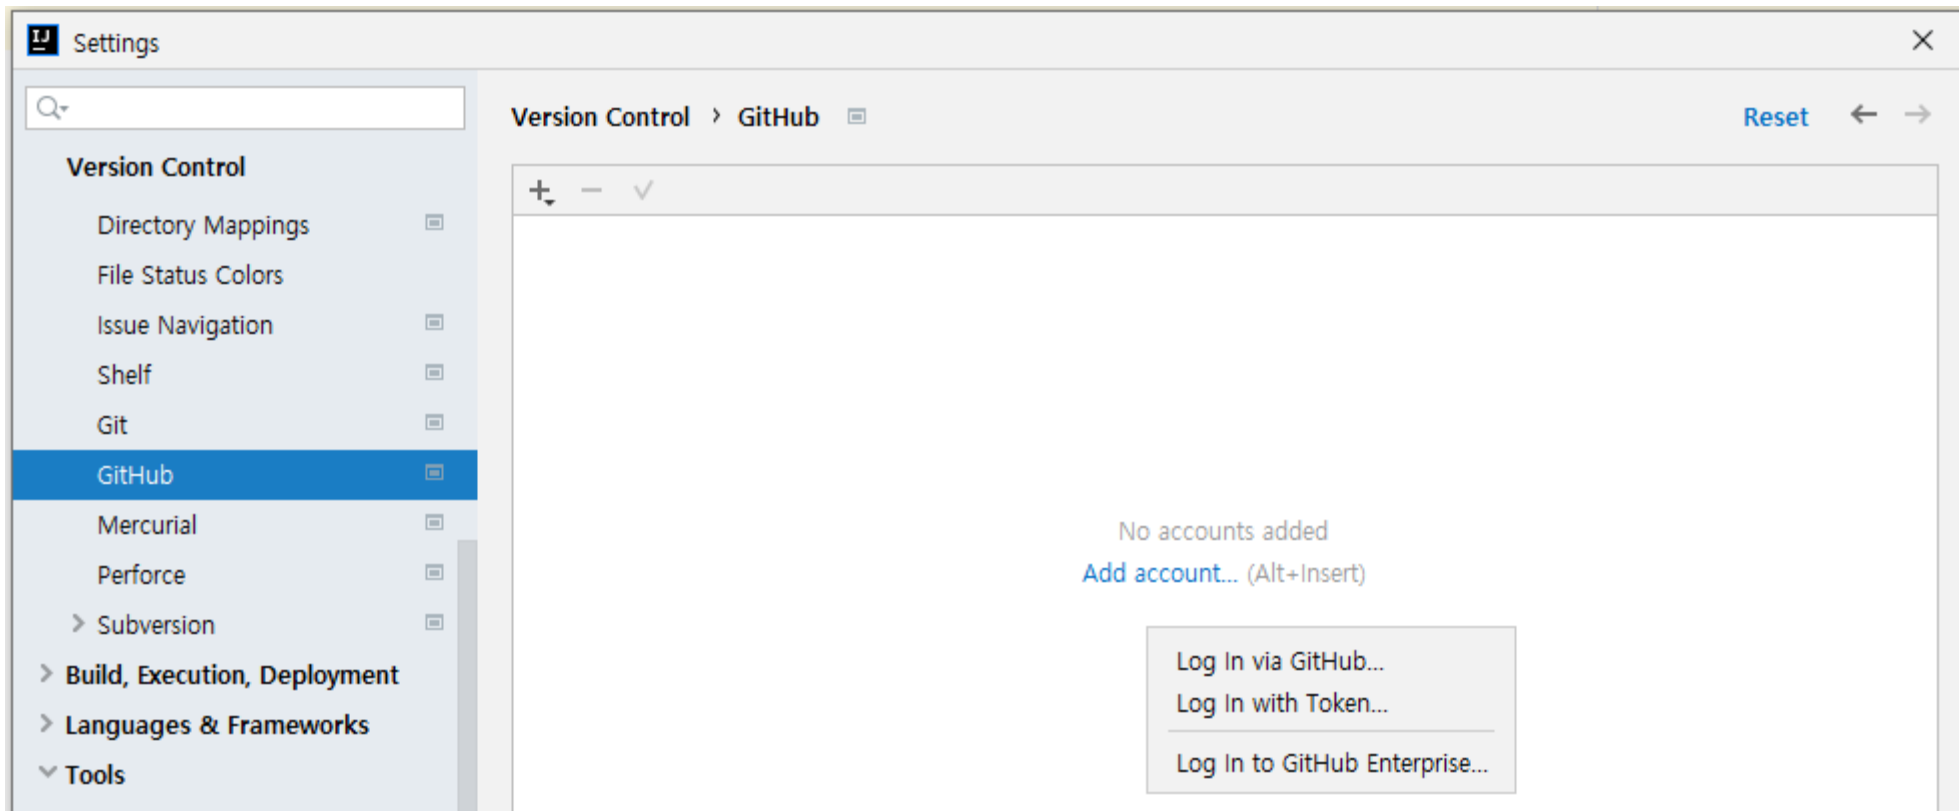 IJ
Settings
Version Control
Directory Mappings
File Status Colors
Issue Navigation
Shelf
Git
GitHub
Mercurial
Perforce
Subversion
Build, Execution, Deployment
Languages & Frameworks
Tools
Version Control › GitHub
Reset
No accounts added
Add account... (Alt+Insert)
Log In via GitHub...
Log In with Token...
Log In to GitHub Enterprise...